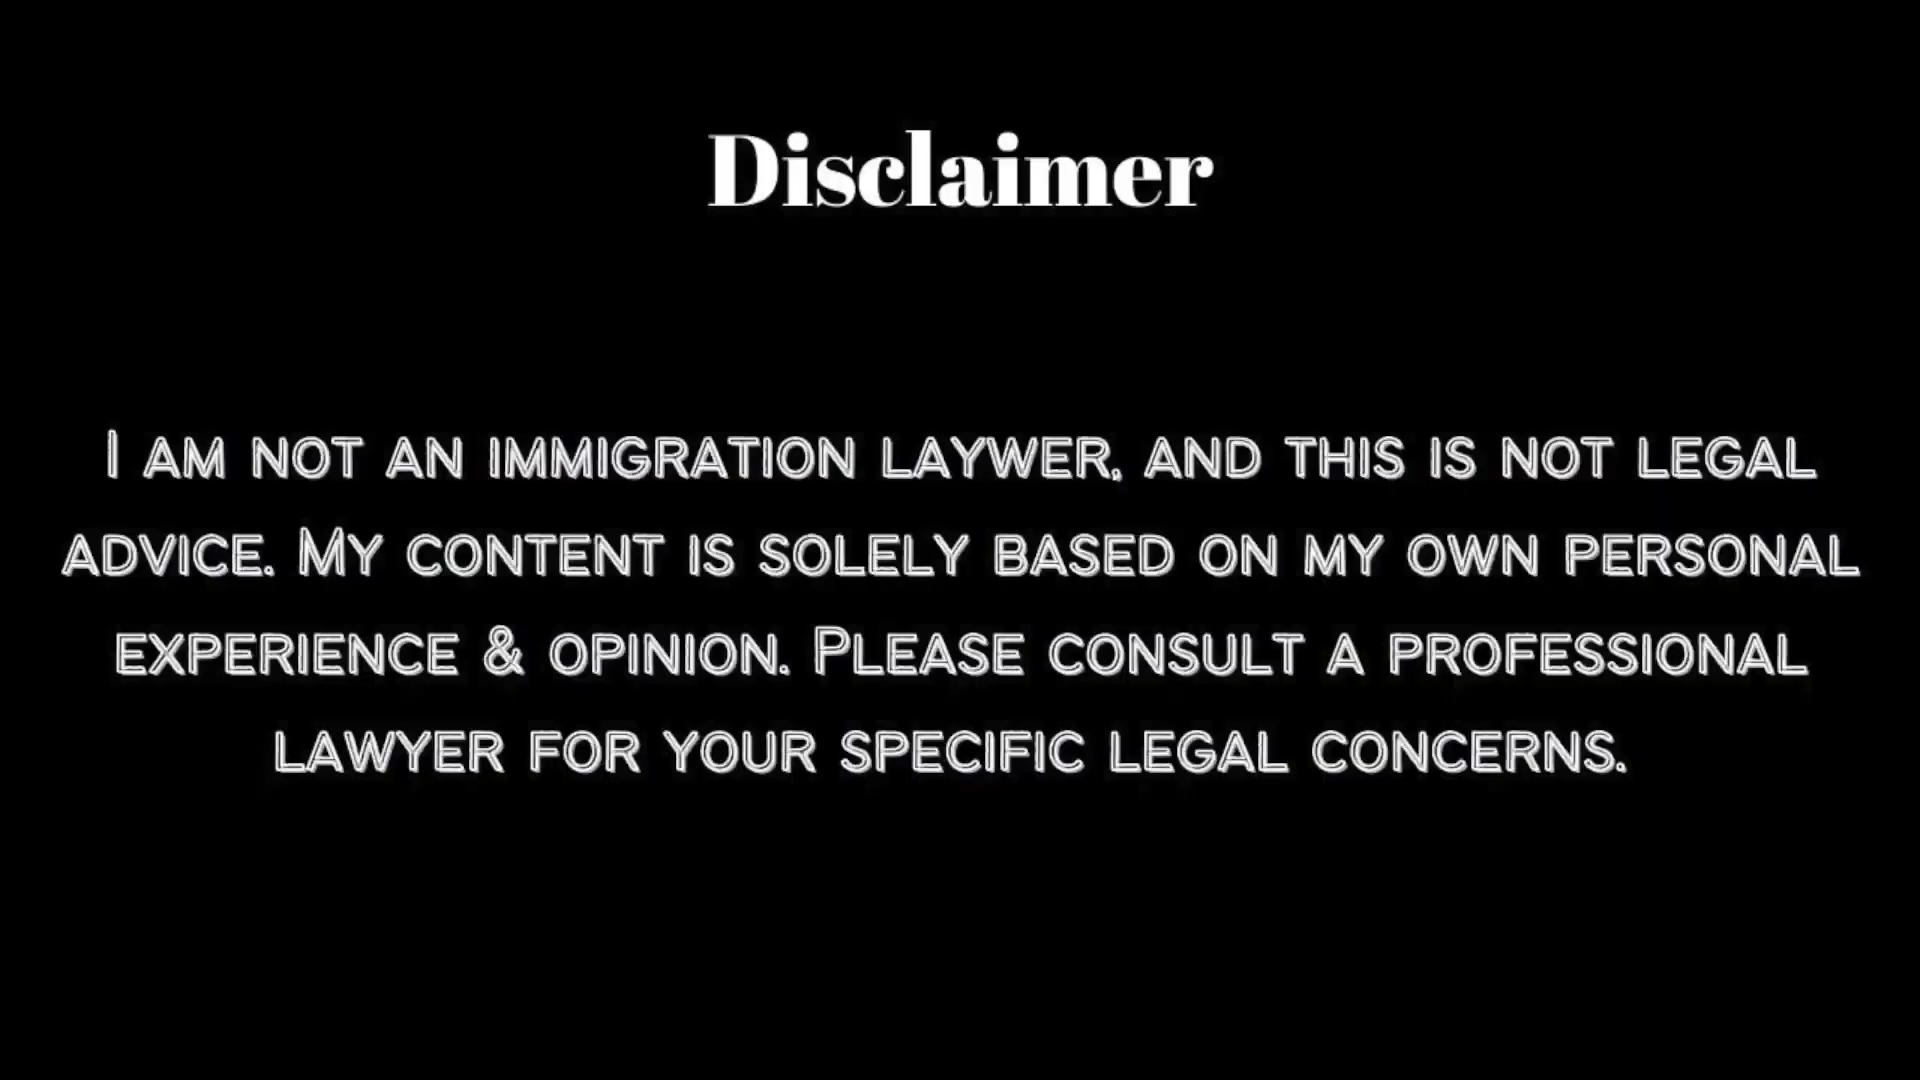 Disclaimer
I AM NOT AN IMMIGRATION LAYWER, AND THIS IS NOT LEGAL
ADVICE. MY CONTENT IS SOLELY BASED ON MY OWN PERSONAL
EXPERIENCE & OPINION. PLEASE CONSULT A PROFESSIONAL
LAWYER FOR YOUR SPECIFIC LEGAL CONCERNS.